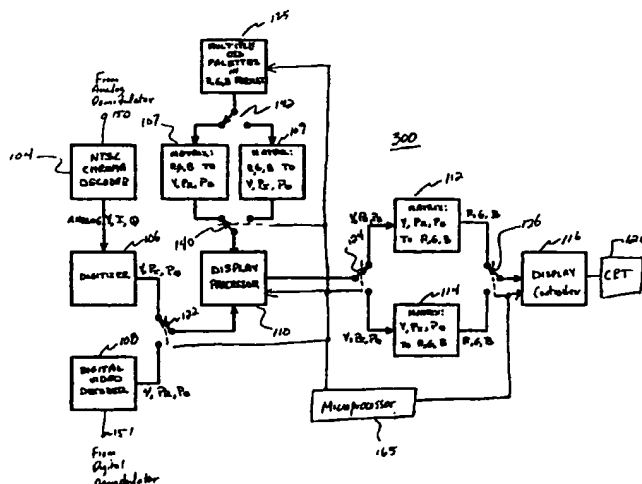 125
MULTIPLE
OSD
PALETTES
IN
R,G,B FORMAT
From
Analog
Demodulator
150
142
107
109
104
NTSC
CHROMA
DECODER
MATRIX:
R,G,B TO
Y, PR, PB
MATRIX:
R,G,B TO
Y, PR, PB
300
112
MATRIX:
Y, PR, PB
TO R,G,B
R, G, B
126
116
120
ANALOG Y, I, Q
140
Y, PR, PB
124
106
DIGITIZER
Y, PR, PB
DISPLAY
PROCESSOR
DISPLAY
Controller
CRT
122
110
114
MATRIX:
Y, PR, PB
TO R,G,B
Y, PR, PB
R, G, B
108
DIGITAL
VIDEO
DECODER
Y, PR, PB
Microprocessor
165
151
From
Digital
Demodulator